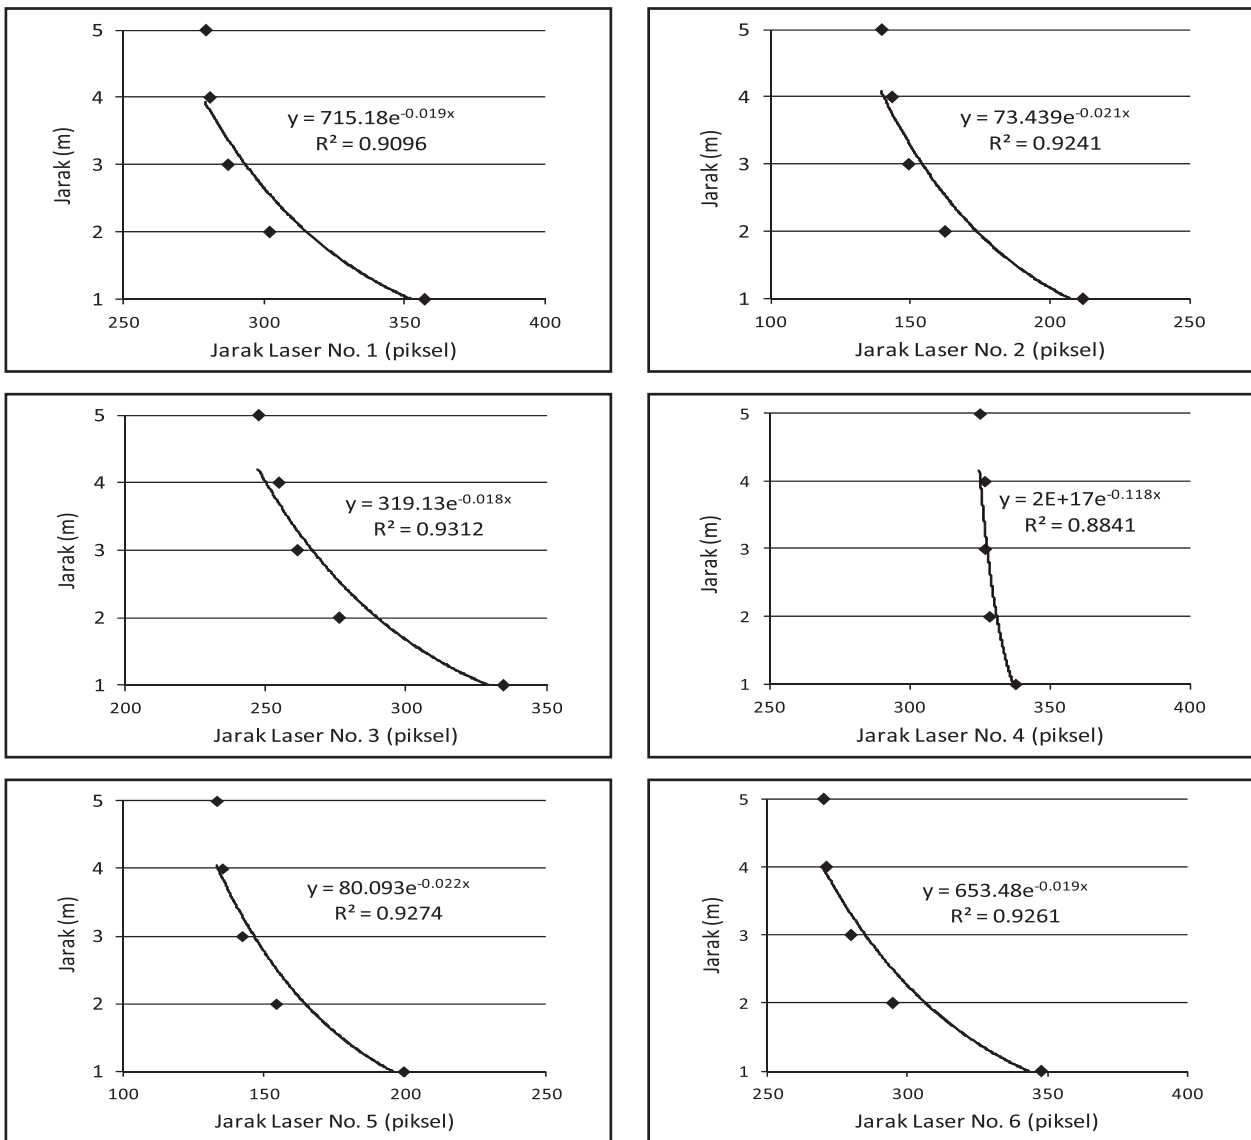 5
4
3
2
1
Jarak (m)
y = 715.18e^-0.019x
R² = 0.9096
250 300 350 400
Jarak Laser No. 1 (piksel)
5
4
3
2
1
Jarak (m)
y = 73.439e^-0.021x
R² = 0.9241
100 150 200 250
Jarak Laser No. 2 (piksel)
5
4
3
2
1
Jarak (m)
y = 319.13e^-0.018x
R² = 0.9312
200 250 300 350
Jarak Laser No. 3 (piksel)
5
4
3
2
1
Jarak (m)
y = 2E+17e^-0.118x
R² = 0.8841
250 300 350 400
Jarak Laser No. 4 (piksel)
5
4
3
2
1
Jarak (m)
y = 80.093e^-0.022x
R² = 0.9274
100 150 200 250
Jarak Laser No. 5 (piksel)
5
4
3
2
1
Jarak (m)
y = 653.48e^-0.019x
R² = 0.9261
250 300 350 400
Jarak Laser No. 6 (piksel)